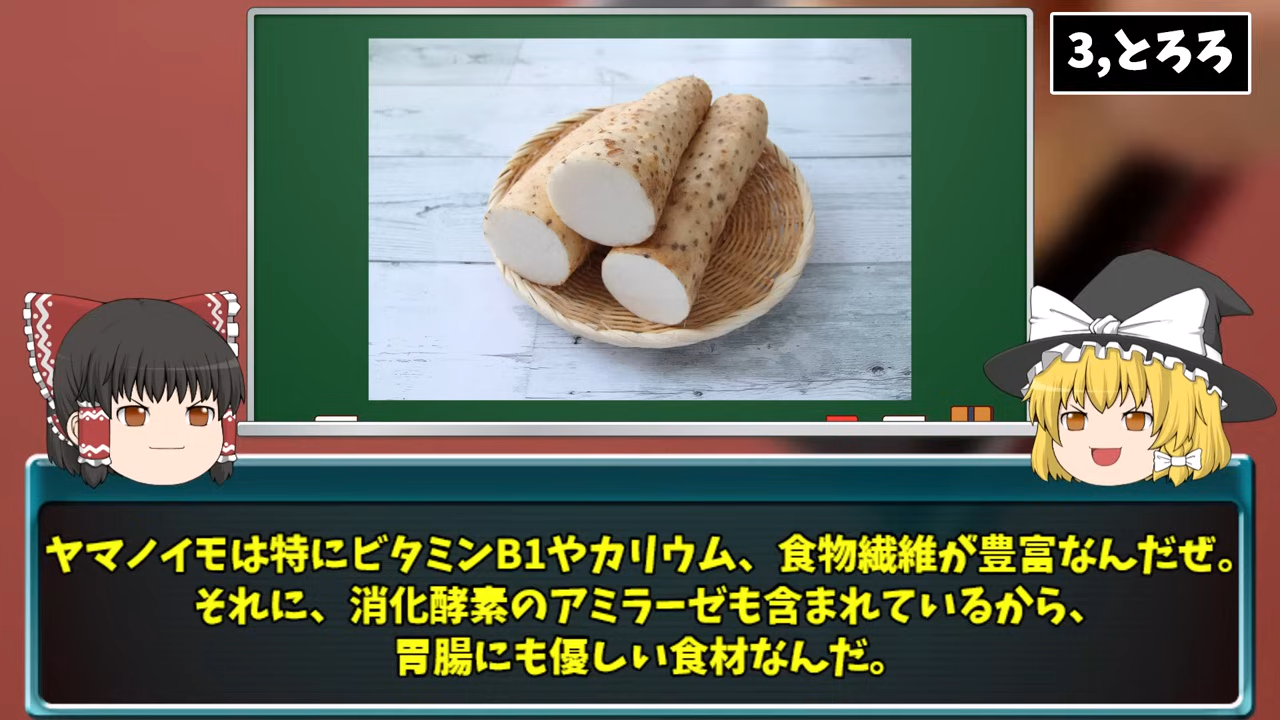 3,とろろ
ヤマノイモは特にビタミンB1やカリウム、食物繊維が豊富なんだぜ。
それに、消化酵素のアミラーゼも含まれているから、
胃腸にも優しい食材なんだ。